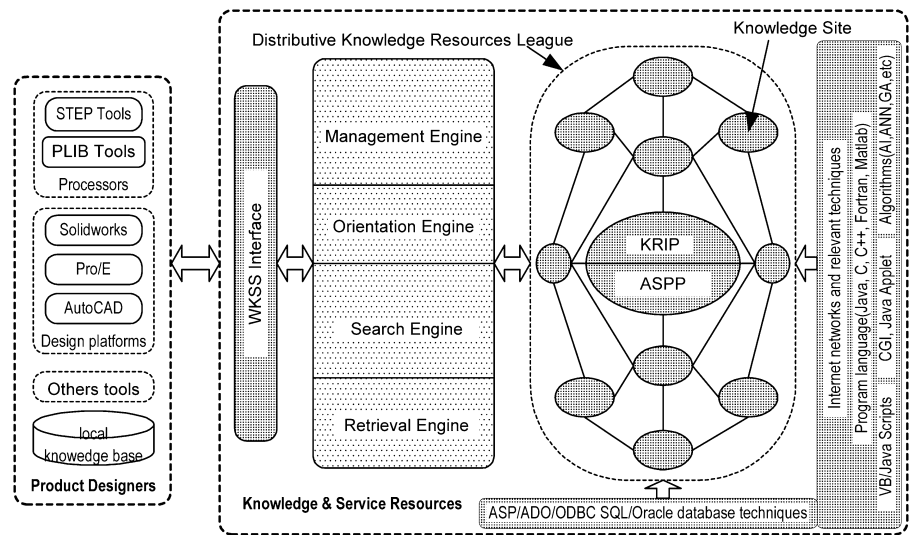 STEP Tools
PLIB Tools
Processors
Solidworks
Pro/E
AutoCAD
Design platforms
Others tools
local
knowedge base
Product Designers
WKSS Interface
Management Engine
Orientation Engine
Search Engine
Retrieval Engine
Knowledge & Service Resources
Distributive Knowledge Resources League
Knowledge Site
KRIP
ASPP
ASP/ADO/ODBC SQL/Oracle database techniques
Internet networks and relevant techniques
Program language(Java, C, C++, Fortran, Matlab)
VB/Java Scripts CGI, Java Applet Algorithms(AI,ANN,GA,etc)